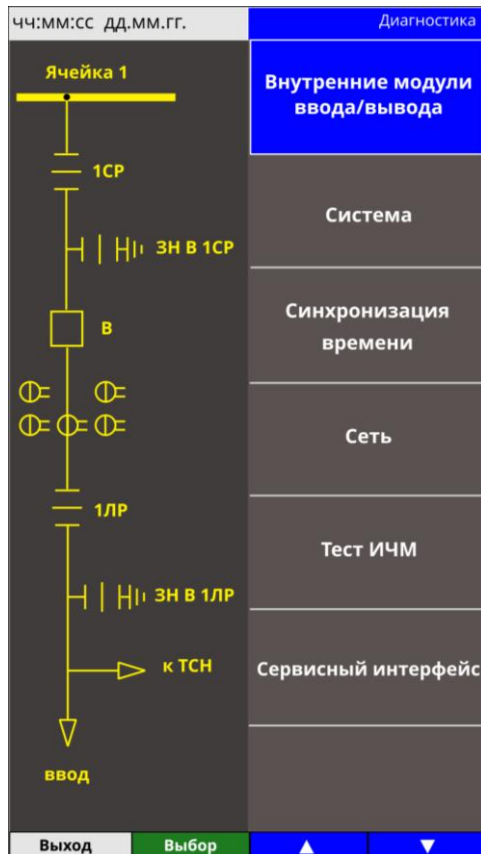 чч:мм:сс дд.мм.гг.
Диагностика
Ячейка 1
1СР
ЗН В 1СР
В
1ЛР
ЗН В 1ЛР
к ТСН
ввод
Внутренние модули
ввода/вывода
Система
Синхронизация
времени
Сеть
Тест ИЧМ
Сервисный интерфейс
Выход
Выбор